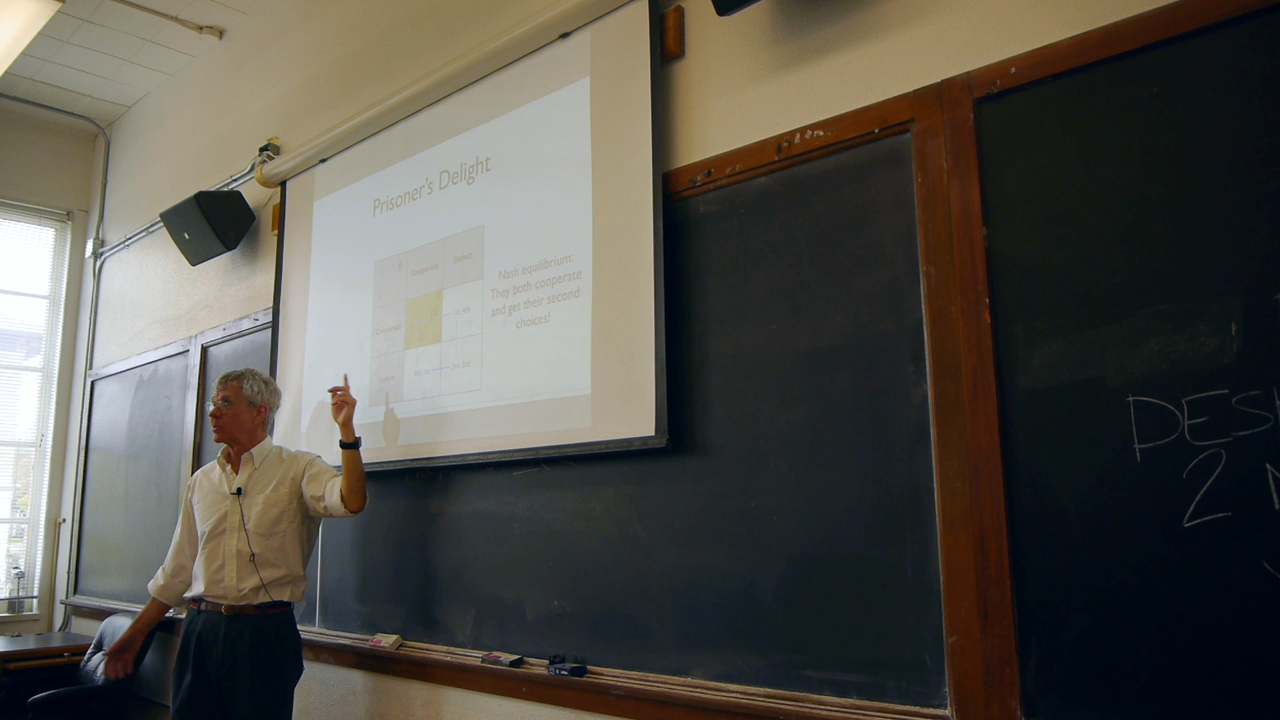 Prisoner's Delight
Cooperate
Defect
Cooperate
Defect
Nash equilibrium:
They both cooperate
and get their second
choices!
DES
2